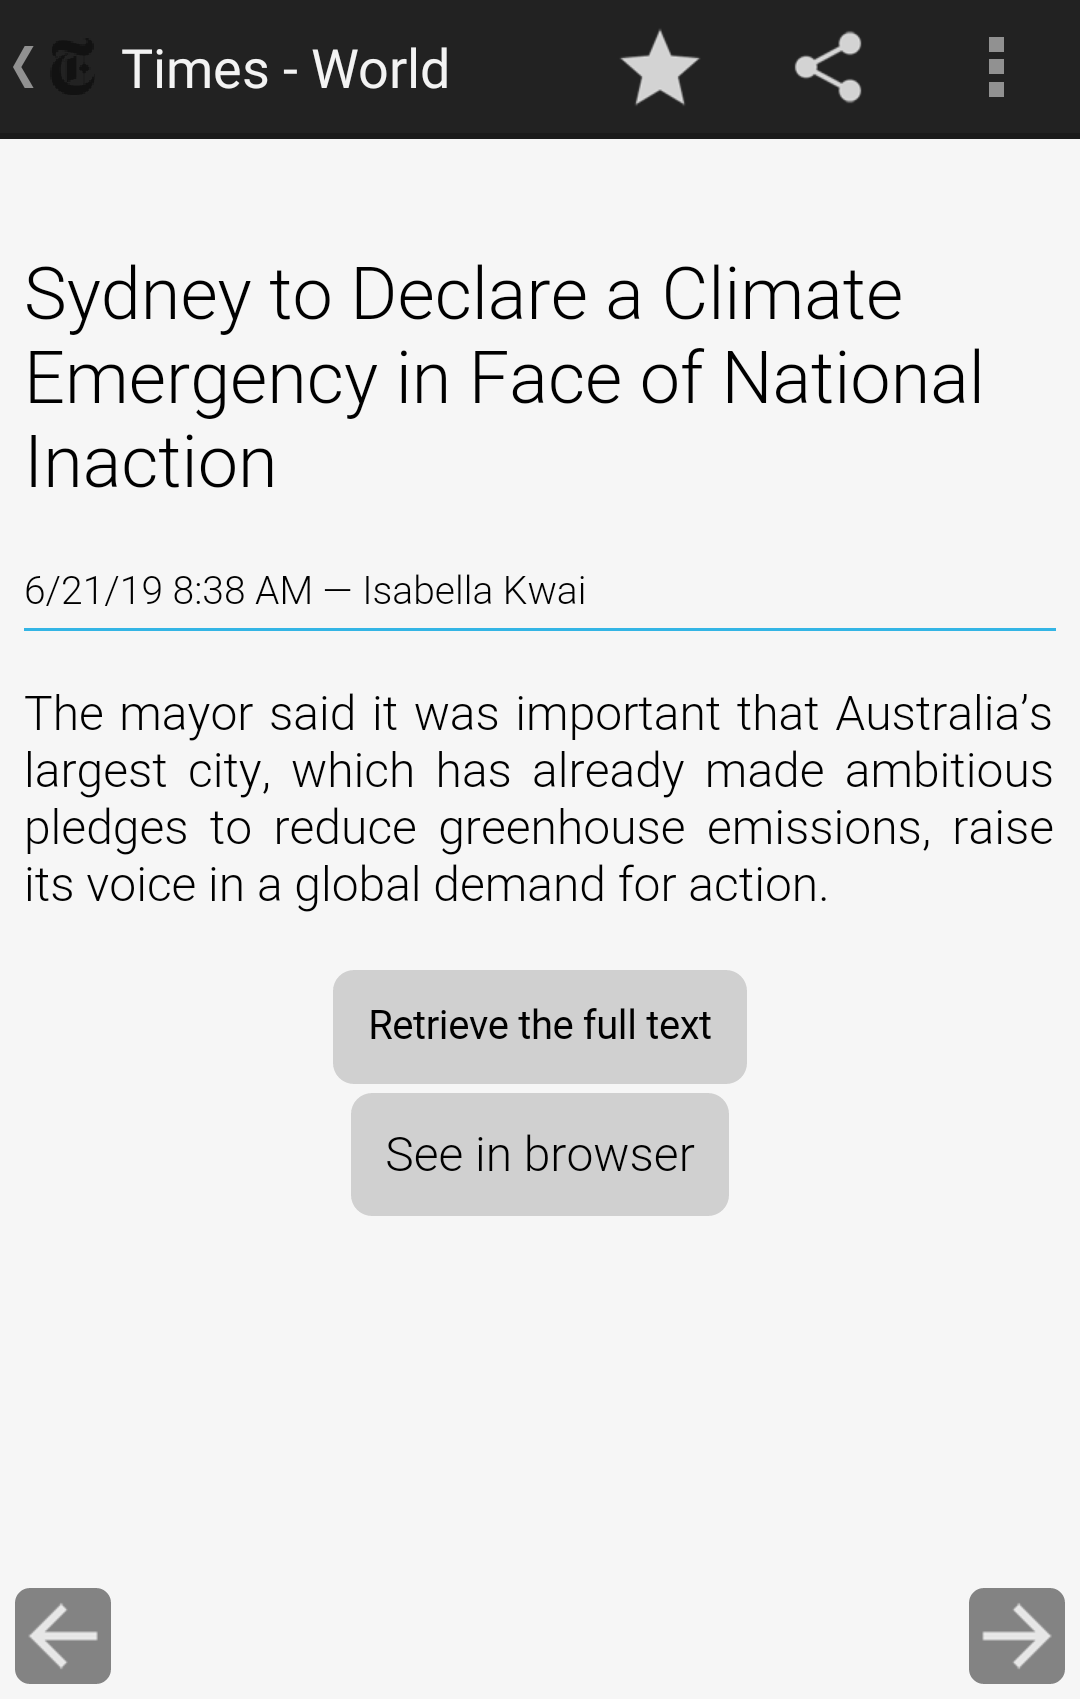 Times - World
Sydney to Declare a Climate
Emergency in Face of National
Inaction
6/21/19 8:38 AM — Isabella Kwai
The mayor said it was important that Australia’s
largest city, which has already made ambitious
pledges to reduce greenhouse emissions, raise
its voice in a global demand for action.
Retrieve the full text
See in browser